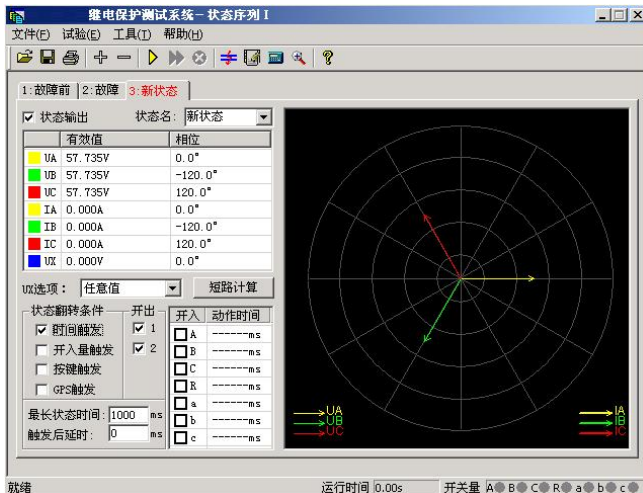 继电保护测试系统-状态序列 I
文件(F) 试验(E) 工具(T) 帮助(H)
1:故障前 2:故障 3:新状态
状态输出 状态名: 新状态
有效值 相位
UA 57.735V 0.0°
UB 57.735V -120.0°
UC 57.735V 120.0°
IA 0.000A 0.0°
IB 0.000A -120.0°
IC 0.000A 120.0°
UX 0.000V 0.0°
UX选项: 任意值 短路计算
状态翻转条件 开出 开入 动作时间
时间触发 1 A ------ms
开入量触发 2 B ------ms
按键触发 C ------ms
GPS触发 R ------ms
最长状态时间: 1000 ms a ------ms
触发后延时: 0 ms b ------ms
c ------ms
UA IA
UB IB
UC IC
就绪 运行时间 0.00s 开关量 A B C R a b c